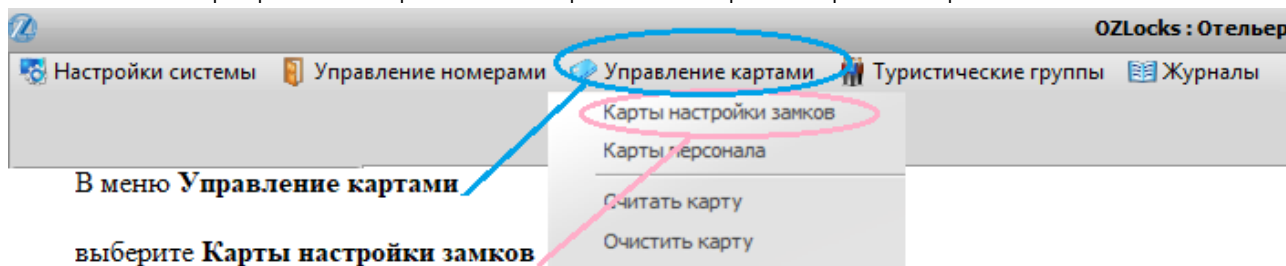 OZLocks : Отельер
Настройки системы Управление номерами Управление картами Туристические группы Журналы
Карты настройки замков
Карты персонала
В меню Управление картами
Считать карту
Очистить карту
выберите Карты настройки замков